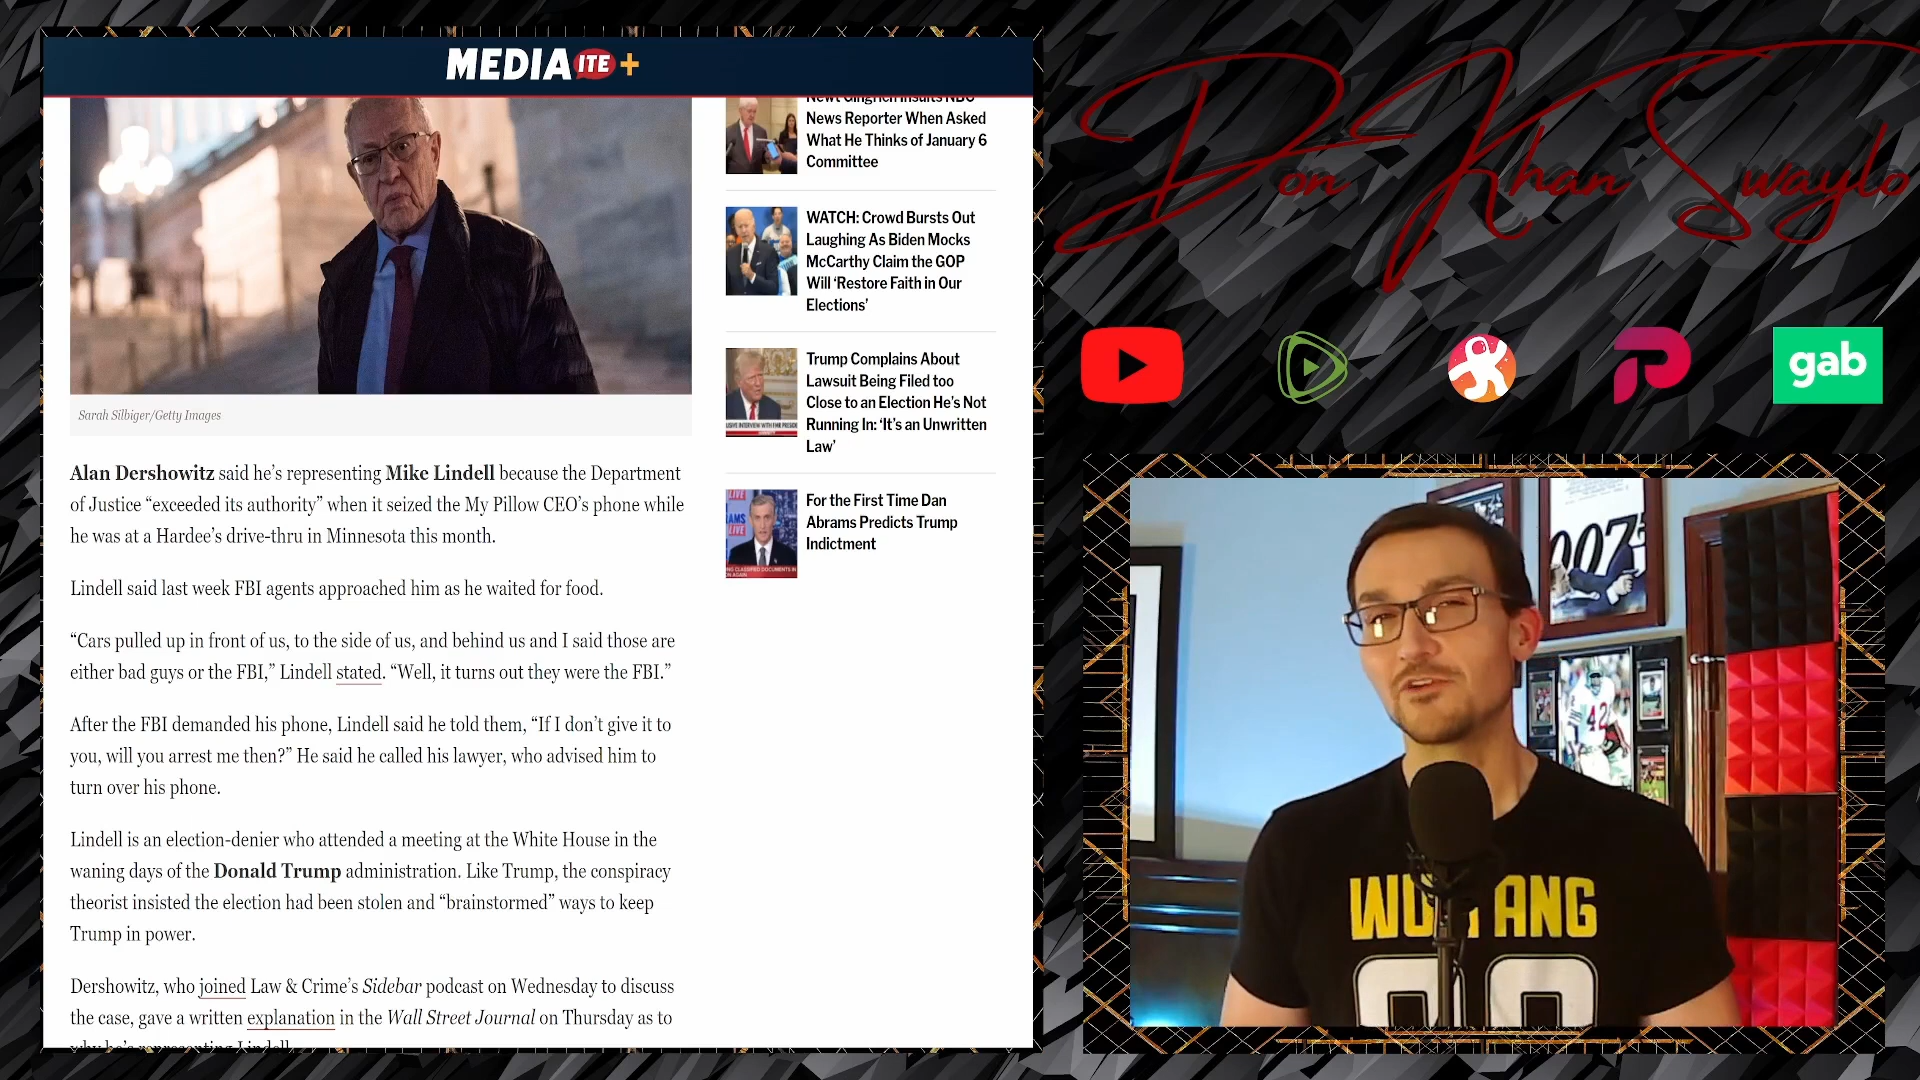 MEDIAITE+
Newt Gingrich Insults NBC
News Reporter When Asked
What He Thinks of January 6
Committee
WATCH: Crowd Bursts Out
Laughing As Biden Mocks
McCarthy Claim the GOP
Will ‘Restore Faith in Our
Elections’
Trump Complains About
Lawsuit Being Filed too
Close to an Election He’s Not
Running In: ‘It’s an Unwritten
Law’
For the First Time Dan
Abrams Predicts Trump
Indictment
Sarah Silbiger/Getty Images
Alan Dershowitz said he’s representing Mike Lindell because the Department
of Justice “exceeded its authority” when it seized the My Pillow CEO’s phone while
he was at a Hardee’s drive-thru in Minnesota this month.
Lindell said last week FBI agents approached him as he waited for food.
“Cars pulled up in front of us, to the side of us, and behind us and I said those are
either bad guys or the FBI,” Lindell stated. “Well, it turns out they were the FBI.”
After the FBI demanded his phone, Lindell said he told them, “If I don’t give it to
you, will you arrest me then?” He said he called his lawyer, who advised him to
turn over his phone.
Lindell is an election-denier who attended a meeting at the White House in the
waning days of the Donald Trump administration. Like Trump, the conspiracy
theorist insisted the election had been stolen and “brainstormed” ways to keep
Trump in power.
Dershowitz, who joined Law & Crime’s Sidebar podcast on Wednesday to discuss
the case, gave a written explanation in the Wall Street Journal on Thursday as to
why he’s representing Lindell.
Don Khan Swaylo
gab
007
42
WU ANG